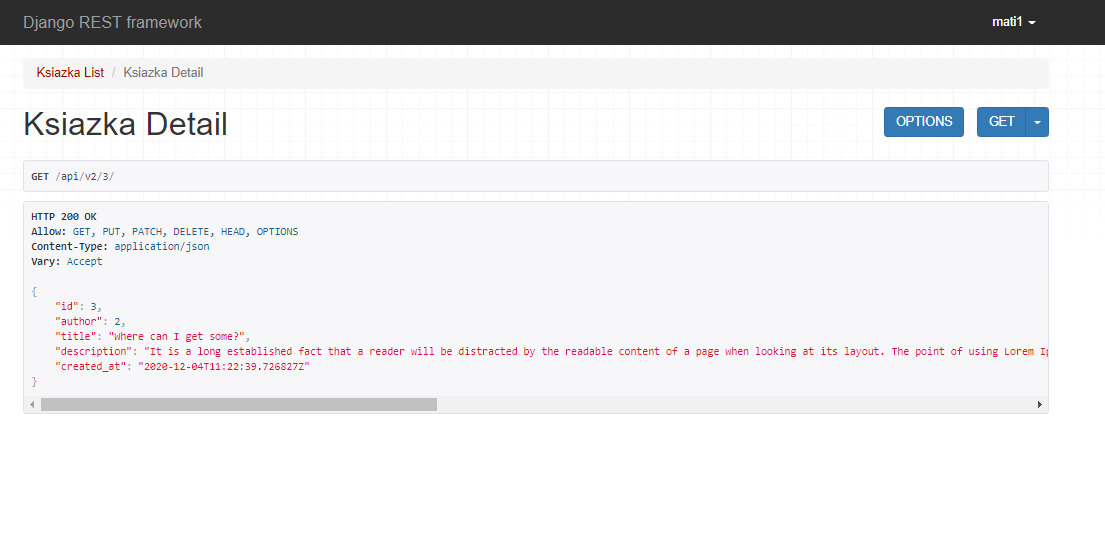 Django REST framework
mati1
Ksiazka List / Ksiazka Detail
Ksiazka Detail
OPTIONS
GET
GET /api/v2/3/
HTTP 200 OK
Allow: GET, PUT, PATCH, DELETE, HEAD, OPTIONS
Content-Type: application/json
Vary: Accept
{
"id": 3,
"author": 2,
"title": "Where can I get some?",
"description": "It is a long established fact that a reader will be distracted by the readable content of a page when looking at its layout. The point of using Lorem
"created_at": "2020-12-04T11:22:39.726827Z"
}